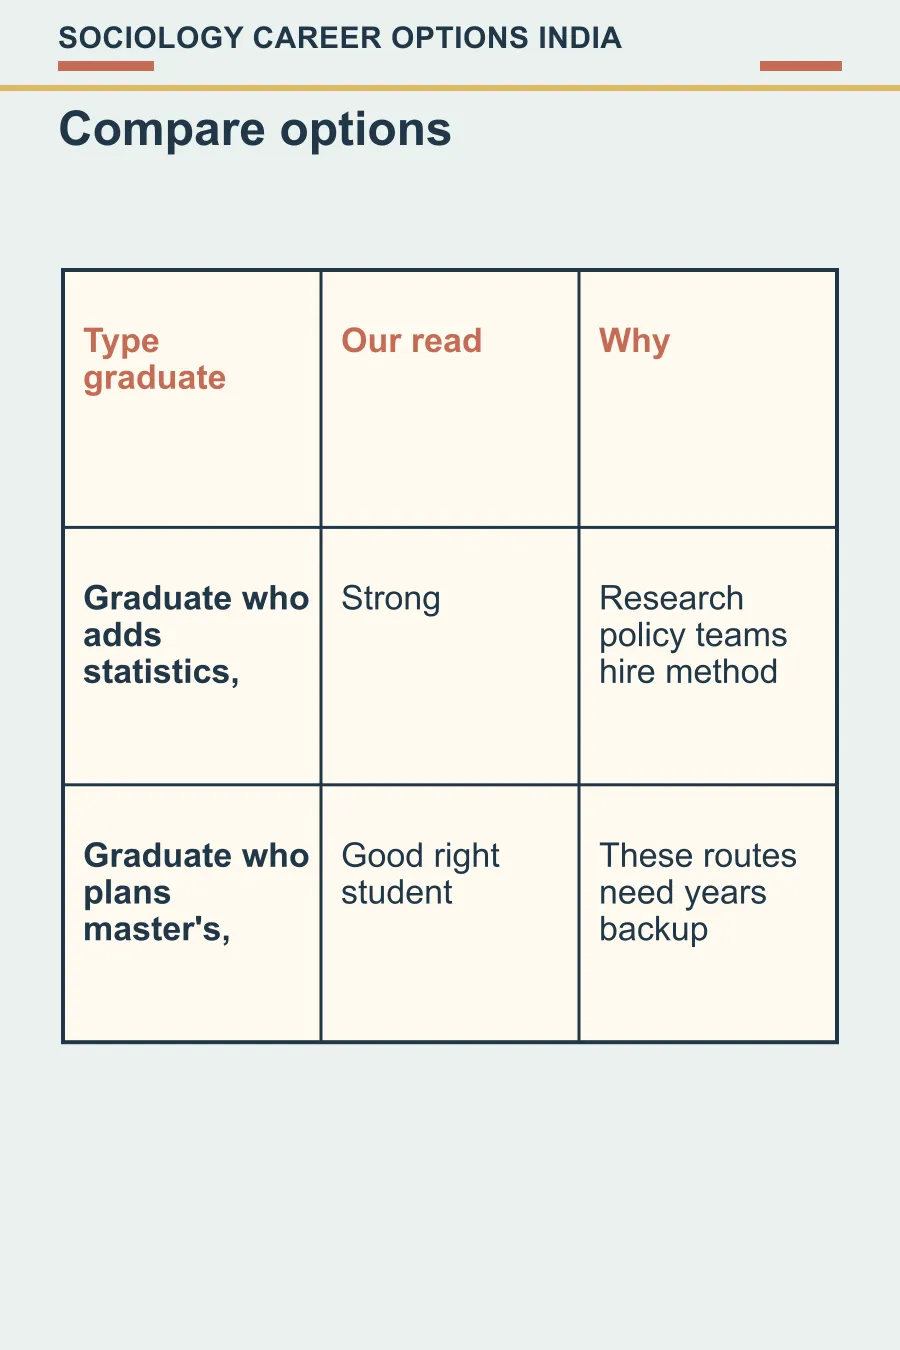 SOCIOLOGY CAREER OPTIONS INDIA
Compare options
Type
graduate
Our read
Why
Graduate who
adds
statistics,
Strong
Research
policy teams
hire method
Graduate who
plans
master's,
Good right
student
These routes
need years
backup